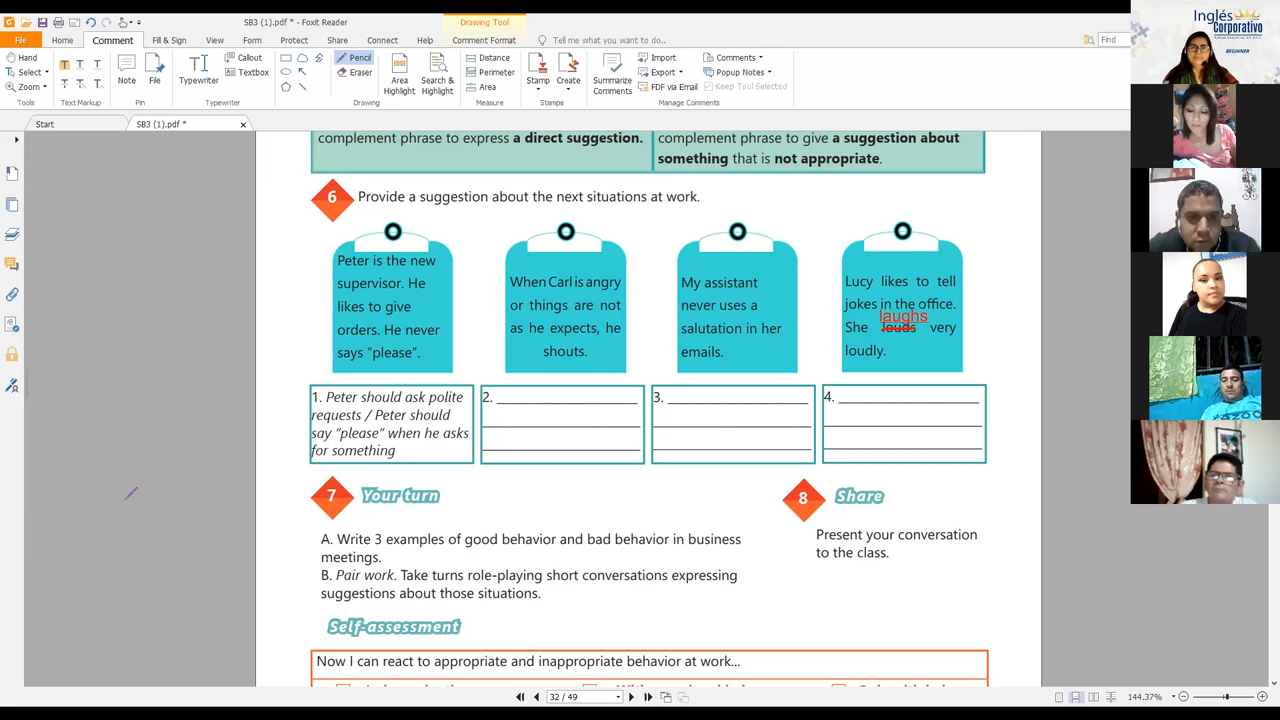 SB3 (1).pdf * - Foxit Reader
Drawing Tool
File Home Comment Fill & Sign View Form Protect Share Connect Help Comment Format Tell me what you want to do... Find
Hand
Select
Zoom
Tools
Text Markup
Note
File
Pin
Typewriter
Callout
Textbox
Typewriter
Pencil
Eraser
Drawing
Area Highlight
Search & Highlight
Distance
Perimeter
Area
Measure
Stamp
Create
Stamps
Summarize Comments
Import
Export
FDF via Email
Comments
Popup Notes
Keep Tool Selected
Manage Comments
Start
SB3 (1).pdf *
complement phrase to express a direct suggestion.
complement phrase to give a suggestion about
something that is not appropriate.
6 Provide a suggestion about the next situations at work.
Peter is the new
supervisor. He
likes to give
orders. He never
says "please".
When Carl is angry
or things are not
as he expects, he
shouts.
My assistant
never uses a
salutation in her
emails.
Lucy likes to tell
jokes in the office.
laughs
She louds very
loudly.
1. Peter should ask polite
requests / Peter should
say "please" when he asks
for something
2. ____________________
3. ____________________
4. ____________________
7 Your turn
A. Write 3 examples of good behavior and bad behavior in business
meetings.
B. Pair work. Take turns role-playing short conversations expressing
suggestions about those situations.
8 Share
Present your conversation
to the class.
Self-assessment
Now I can react to appropriate and inappropriate behavior at work...
32 / 49
144.37%
Inglés
Corporativo
BEGINNER